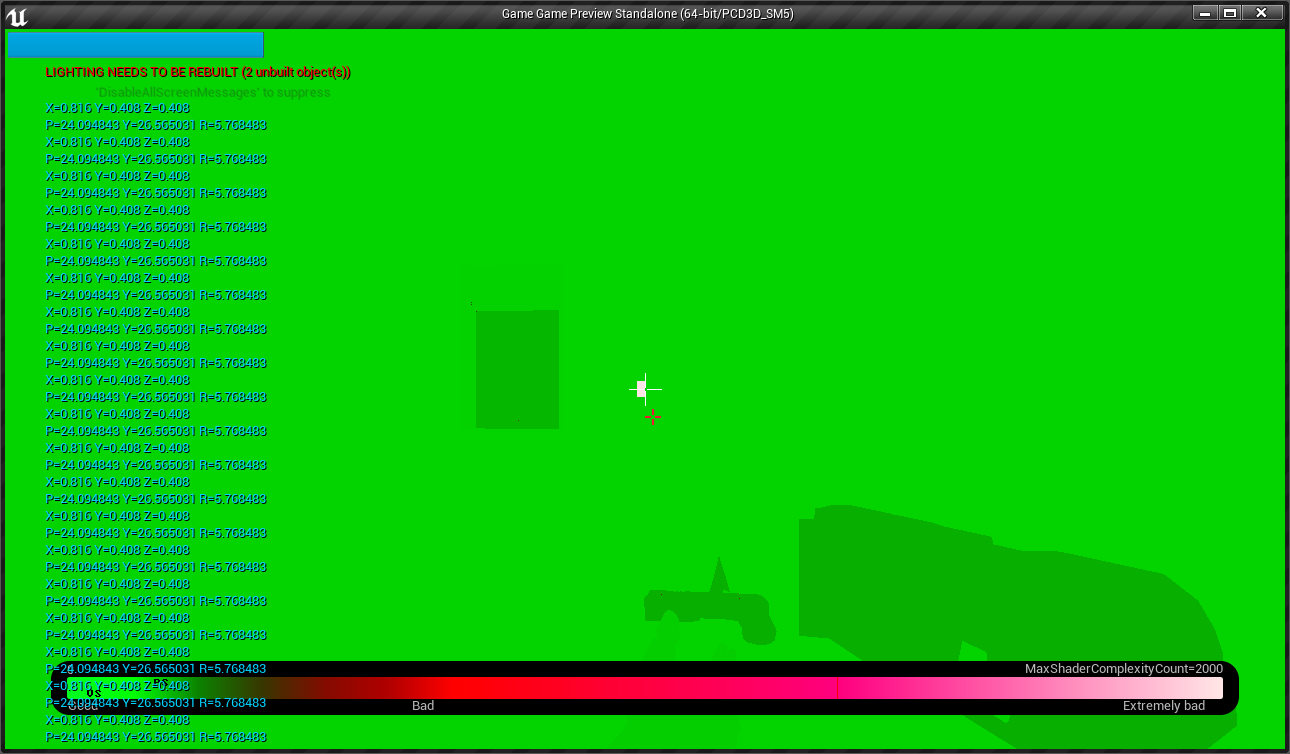 Game Game Preview Standalone (64-bit/PCD3D_SM5)
LIGHTING NEEDS TO BE REBUILT (2 unbuilt object(s))
'DisableAllScreenMessages' to suppress
X=0.816 Y=0.408 Z=0.408
P=24.094843 Y=26.565031 R=5.768483
X=0.816 Y=0.408 Z=0.408
P=24.094843 Y=26.565031 R=5.768483
X=0.816 Y=0.408 Z=0.408
P=24.094843 Y=26.565031 R=5.768483
X=0.816 Y=0.408 Z=0.408
P=24.094843 Y=26.565031 R=5.768483
X=0.816 Y=0.408 Z=0.408
P=24.094843 Y=26.565031 R=5.768483
X=0.816 Y=0.408 Z=0.408
P=24.094843 Y=26.565031 R=5.768483
X=0.816 Y=0.408 Z=0.408
P=24.094843 Y=26.565031 R=5.768483
X=0.816 Y=0.408 Z=0.408
P=24.094843 Y=26.565031 R=5.768483
X=0.816 Y=0.408 Z=0.408
P=24.094843 Y=26.565031 R=5.768483
X=0.816 Y=0.408 Z=0.408
P=24.094843 Y=26.565031 R=5.768483
X=0.816 Y=0.408 Z=0.408
P=24.094843 Y=26.565031 R=5.768483
X=0.816 Y=0.408 Z=0.408
P=24.094843 Y=26.565031 R=5.768483
X=0.816 Y=0.408 Z=0.408
P=24.094843 Y=26.565031 R=5.768483
X=0.816 Y=0.408 Z=0.408
P=24.094843 Y=26.565031 R=5.768483
X=0.816 Y=0.408 Z=0.408
P=24.094843 Y=26.565031 R=5.768483
X=0.816 Y=0.408 Z=0.408
P=24.094843 Y=26.565031 R=5.768483
X=0.816 Y=0.408 Z=0.408
P=24.094843 Y=26.565031 R=5.768483
MaxShaderComplexityCount=2000
X=0.816 Y=0.408 Z=0.408
P=24.094843 Y=26.565031 R=5.768483
Good
Bad
Extremely bad
X=0.816 Y=0.408 Z=0.408
P=24.094843 Y=26.565031 R=5.768483